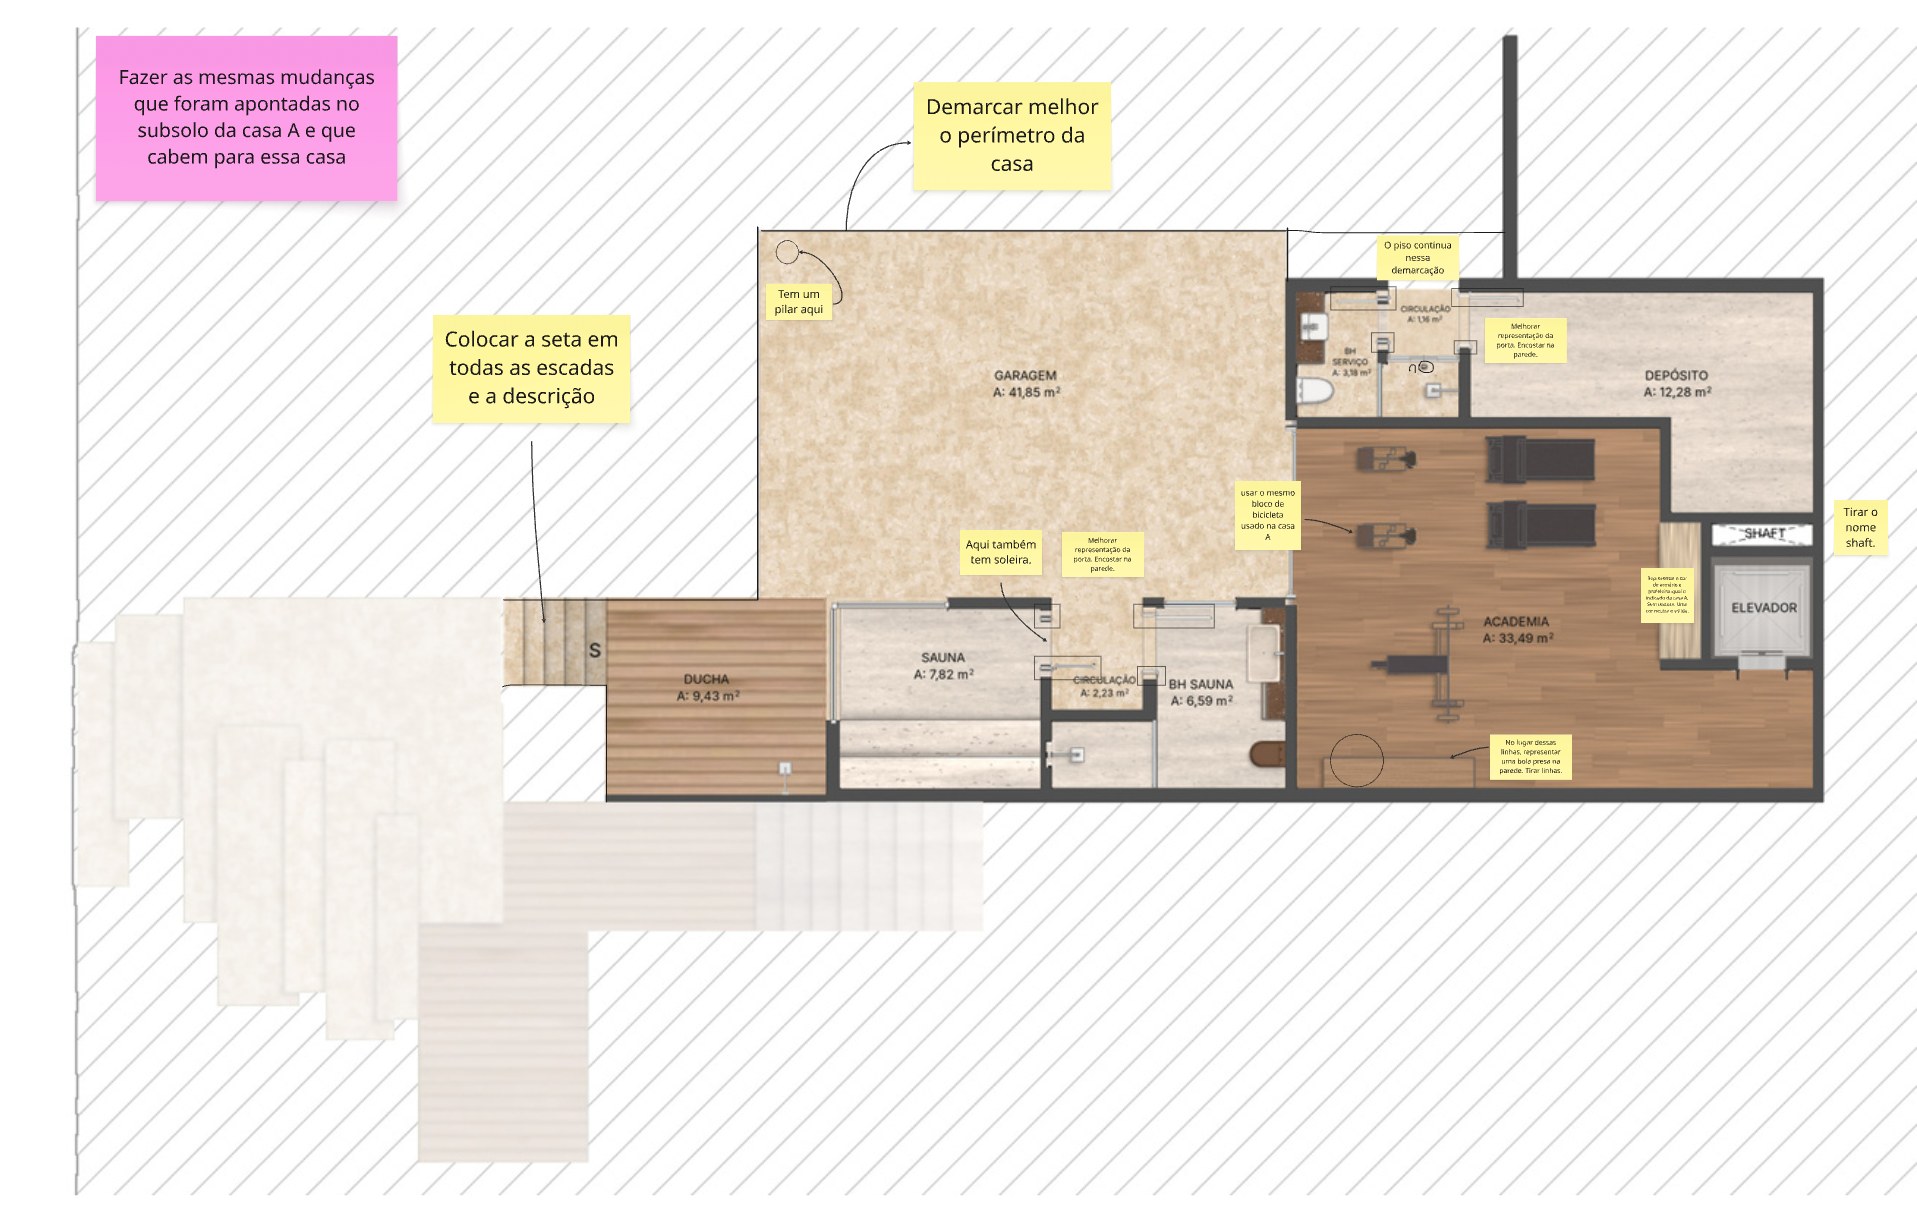 Fazer as mesmas mudanças
que foram apontadas no
subsolo da casa A e que
cabem para essa casa
Demarcar melhor
o perímetro da
casa
O piso continua
nessa
demarcação
Tem um
pilar aqui
Colocar a seta em
todas as escadas
e a descrição
CIRCULAÇÃO
A: 1,16 m²
Melhorar
representação da
porta. Encostar na
parede.
BH
SERVIÇO
A: 3,18 m²
GARAGEM
A: 41,85 m²
DEPÓSITO
A: 12,28 m²
usar o mesmo
bloco de
bicicleta
usado na casa
A
Tirar o
nome
shaft.
SHAFT
Aqui também
tem soleira.
Melhorar
representação da
porta. Encostar na
parede.
ELEVADOR
ACADEMIA
A: 33,49 m²
S
DUCHA
A: 9,43 m²
SAUNA
A: 7,82 m²
CIRCULAÇÃO
A: 2,23 m²
BH SAUNA
A: 6,59 m²
No lugar dessas
linhas, representar
uma bola presa na
parede. Tirar linhas.